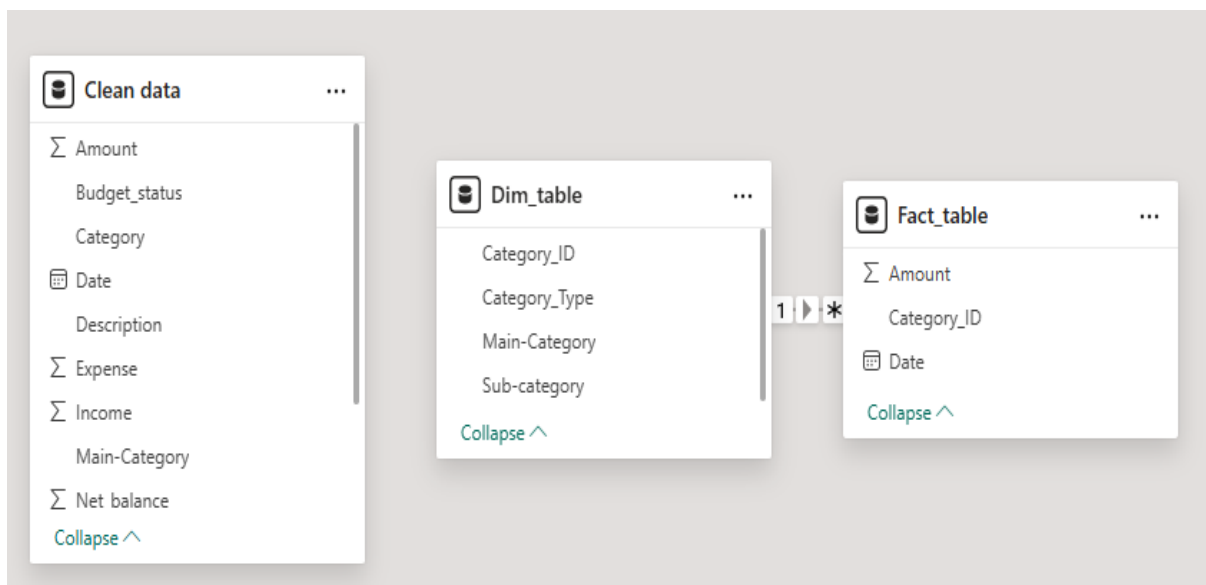 Clean data
Σ Amount
Budget_status
Category
Date
Description
Σ Expense
Σ Income
Main-Category
Σ Net balance
Collapse
Dim_table
Category_ID
Category_Type
Main-Category
Sub-category
Collapse
1 *
Fact_table
Σ Amount
Category_ID
Date
Collapse